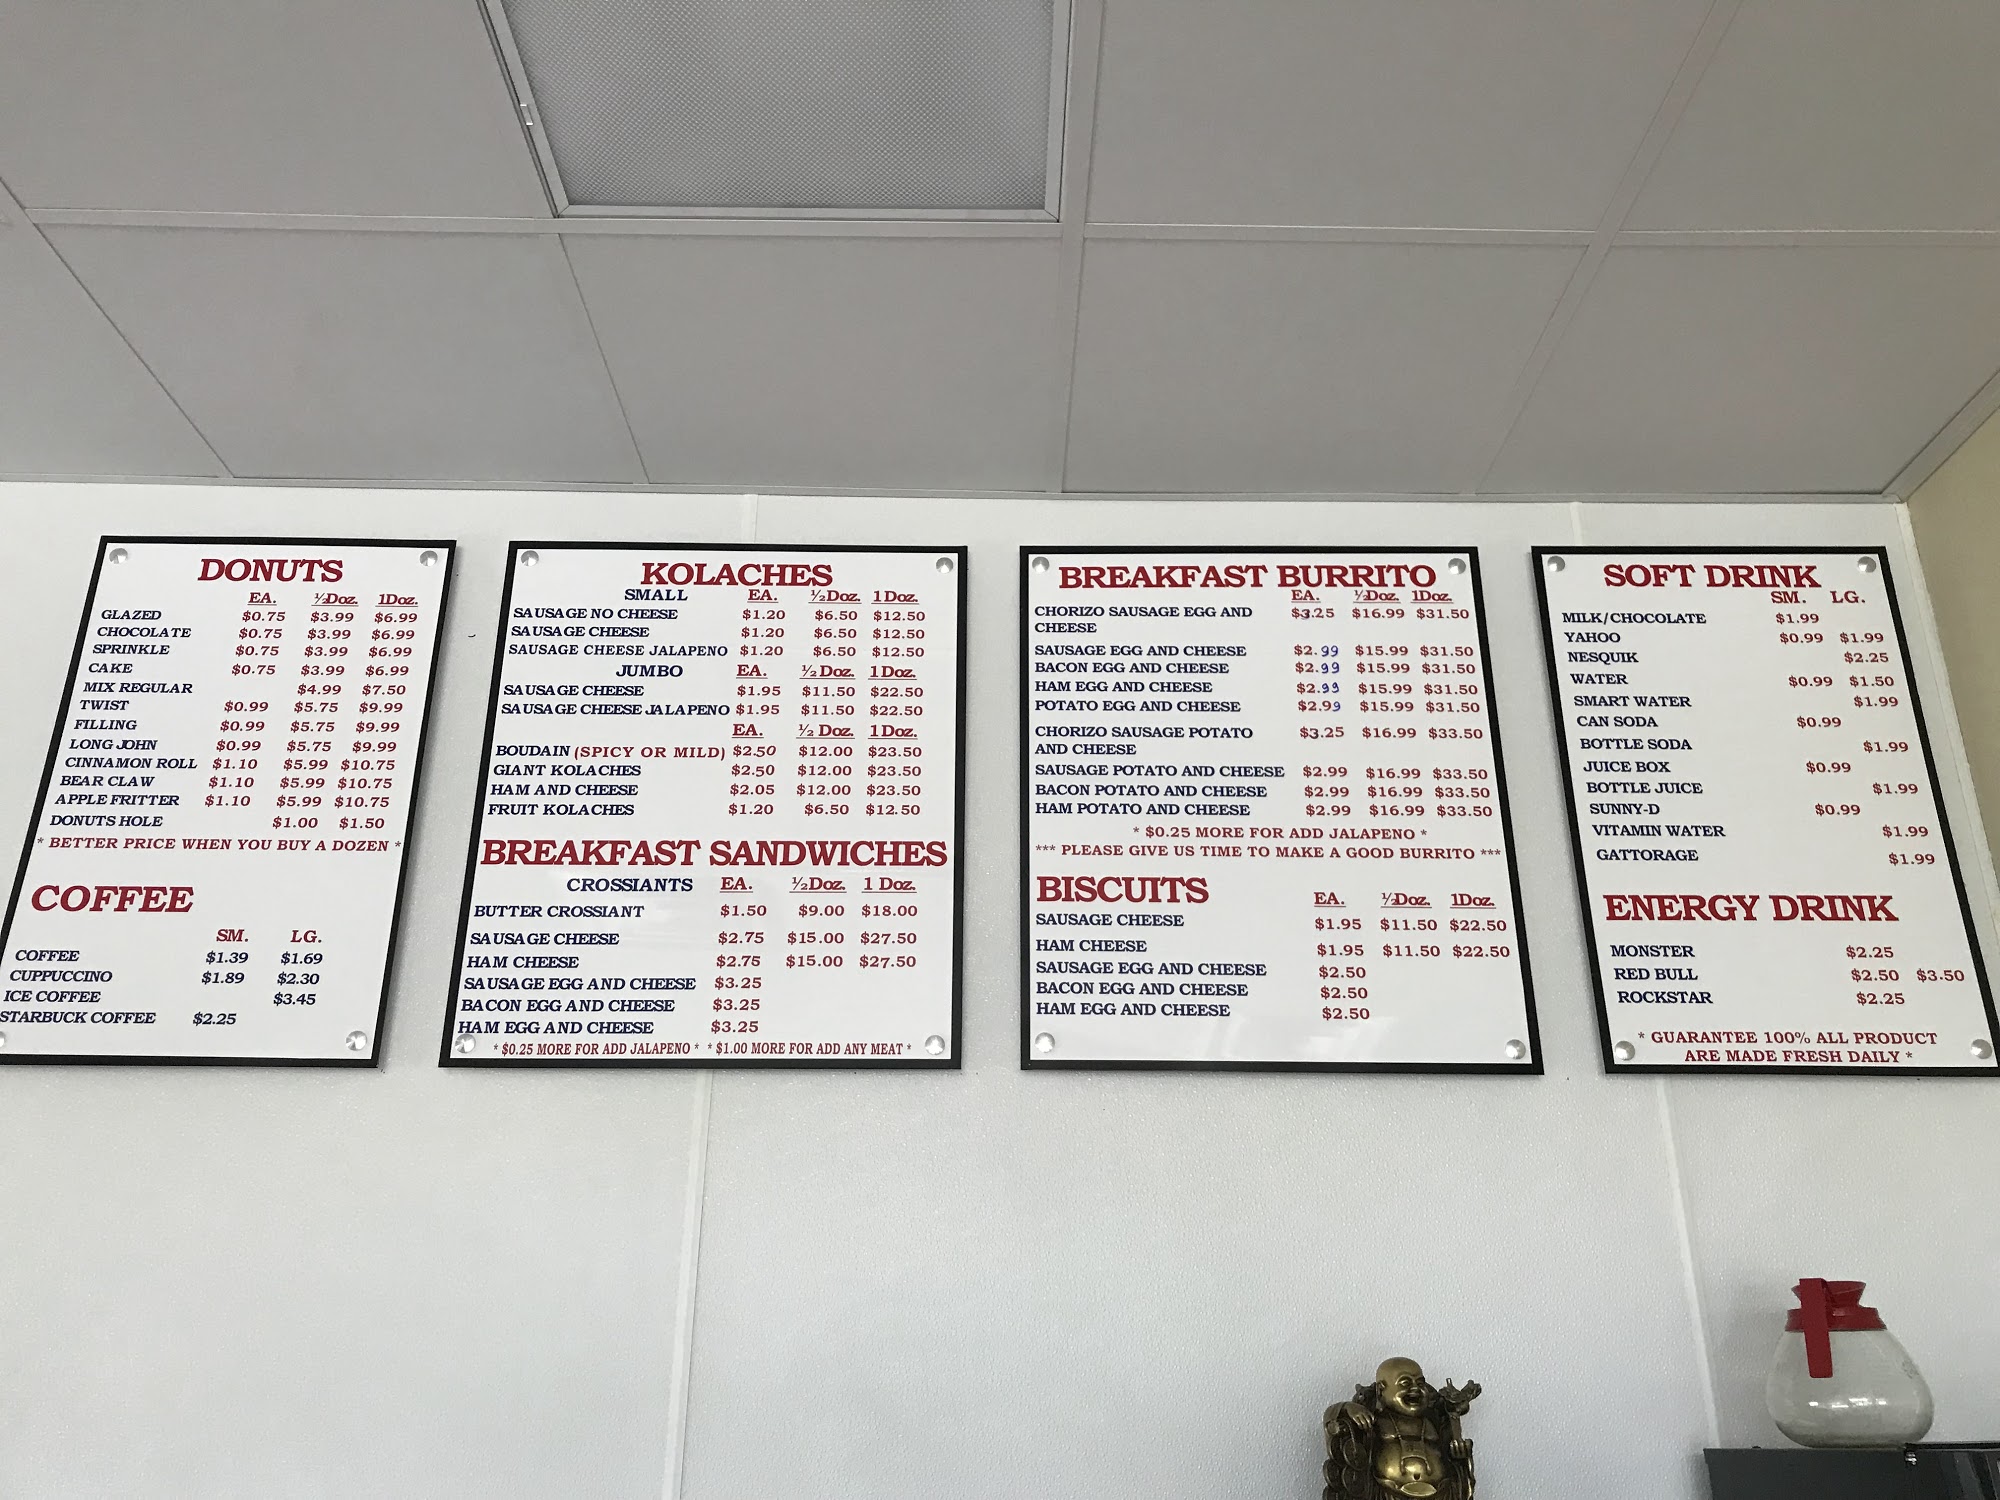 DONUTS
EA. ½Doz. 1Doz.
GLAZED $0.75 $3.99 $6.99
CHOCOLATE $0.75 $3.99 $6.99
SPRINKLE $0.75 $3.99 $6.99
CAKE $0.75 $3.99 $6.99
MIX REGULAR $4.99 $7.50
TWIST $0.99 $5.75 $9.99
FILLING $0.99 $5.75 $9.99
LONG JOHN $0.99 $5.75 $9.99
CINNAMON ROLL $1.10 $5.99 $10.75
BEAR CLAW $1.10 $5.99 $10.75
APPLE FRITTER $1.10 $5.99 $10.75
DONUTS HOLE $1.00 $1.50
* BETTER PRICE WHEN YOU BUY A DOZEN *
COFFEE
SM. LG.
COFFEE $1.39 $1.69
CUPPUCCINO $1.89 $2.30
ICE COFFEE $3.45
STARBUCK COFFEE $2.25
KOLACHES
SMALL EA. ½Doz. 1Doz.
SAUSAGE NO CHEESE $1.20 $6.50 $12.50
SAUSAGE CHEESE $1.20 $6.50 $12.50
SAUSAGE CHEESE JALAPENO $1.20 $6.50 $12.50
JUMBO EA. ½Doz. 1Doz.
SAUSAGE CHEESE $1.95 $11.50 $22.50
SAUSAGE CHEESE JALAPENO $1.95 $11.50 $22.50
EA. ½ Doz. 1Doz.
BOUDAIN (SPICY OR MILD) $2.50 $12.00 $23.50
GIANT KOLACHES $2.50 $12.00 $23.50
HAM AND CHEESE $2.05 $12.00 $23.50
FRUIT KOLACHES $1.20 $6.50 $12.50
BREAKFAST SANDWICHES
CROSSIANTS EA. ½Doz. 1 Doz.
BUTTER CROSSIANT $1.50 $9.00 $18.00
SAUSAGE CHEESE $2.75 $15.00 $27.50
HAM CHEESE $2.75 $15.00 $27.50
SAUSAGE EGG AND CHEESE $3.25
BACON EGG AND CHEESE $3.25
HAM EGG AND CHEESE $3.25
* $0.25 MORE FOR ADD JALAPENO * * $1.00 MORE FOR ADD ANY MEAT *
BREAKFAST BURRITO
EA. ½Doz. 1Doz.
CHORIZO SAUSAGE EGG AND $3.25 $16.99 $31.50
CHEESE
SAUSAGE EGG AND CHEESE $2.99 $15.99 $31.50
BACON EGG AND CHEESE $2.99 $15.99 $31.50
HAM EGG AND CHEESE $2.99 $15.99 $31.50
POTATO EGG AND CHEESE $2.99 $15.99 $31.50
CHORIZO SAUSAGE POTATO $3.25 $16.99 $33.50
AND CHEESE
SAUSAGE POTATO AND CHEESE $2.99 $16.99 $33.50
BACON POTATO AND CHEESE $2.99 $16.99 $33.50
HAM POTATO AND CHEESE $2.99 $16.99 $33.50
* $0.25 MORE FOR ADD JALAPENO *
*** PLEASE GIVE US TIME TO MAKE A GOOD BURRITO ***
BISCUITS
EA. ½Doz. 1Doz.
SAUSAGE CHEESE $1.95 $11.50 $22.50
HAM CHEESE $1.95 $11.50 $22.50
SAUSAGE EGG AND CHEESE $2.50
BACON EGG AND CHEESE $2.50
HAM EGG AND CHEESE $2.50
SOFT DRINK
SM. LG.
MILK/CHOCOLATE $1.99
YAHOO $0.99 $1.99
NESQUIK $2.25
WATER $0.99 $1.50
SMART WATER $1.99
CAN SODA $0.99
BOTTLE SODA $1.99
JUICE BOX $0.99
BOTTLE JUICE $1.99
SUNNY-D $0.99
VITAMIN WATER $1.99
GATTORAGE $1.99
ENERGY DRINK
MONSTER $2.25
RED BULL $2.50 $3.50
ROCKSTAR $2.25
* GUARANTEE 100% ALL PRODUCT
ARE MADE FRESH DAILY *